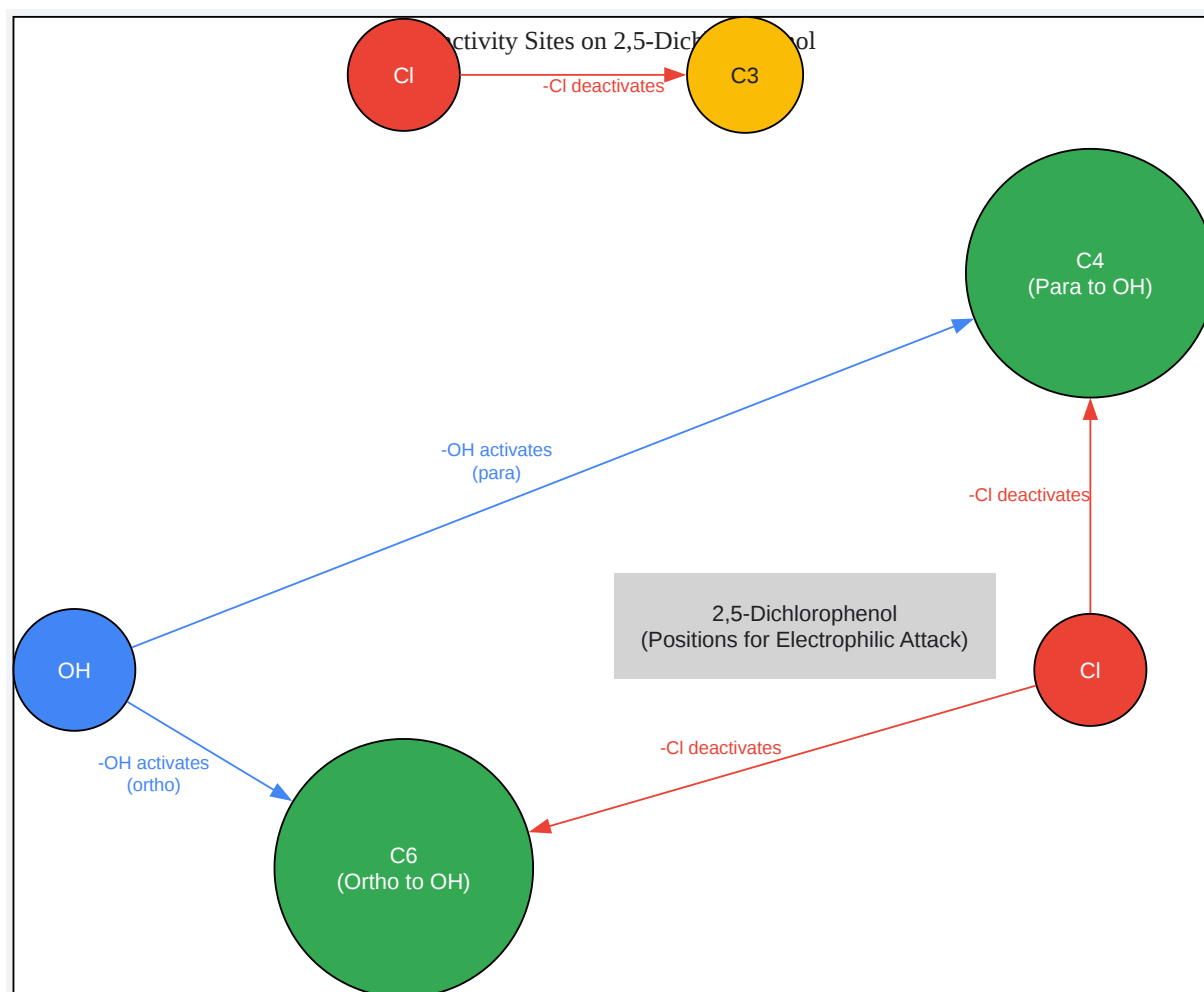 activity Sites on 2,5-Dich ol
Cl
-Cl deactivates
C3
C4
(Para to OH)
-OH activates
(para)
-Cl deactivates
2,5-Dichlorophenol
(Positions for Electrophilic Attack)
OH
Cl
-Cl deactivates
-OH activates
(ortho)
C6
(Ortho to OH)